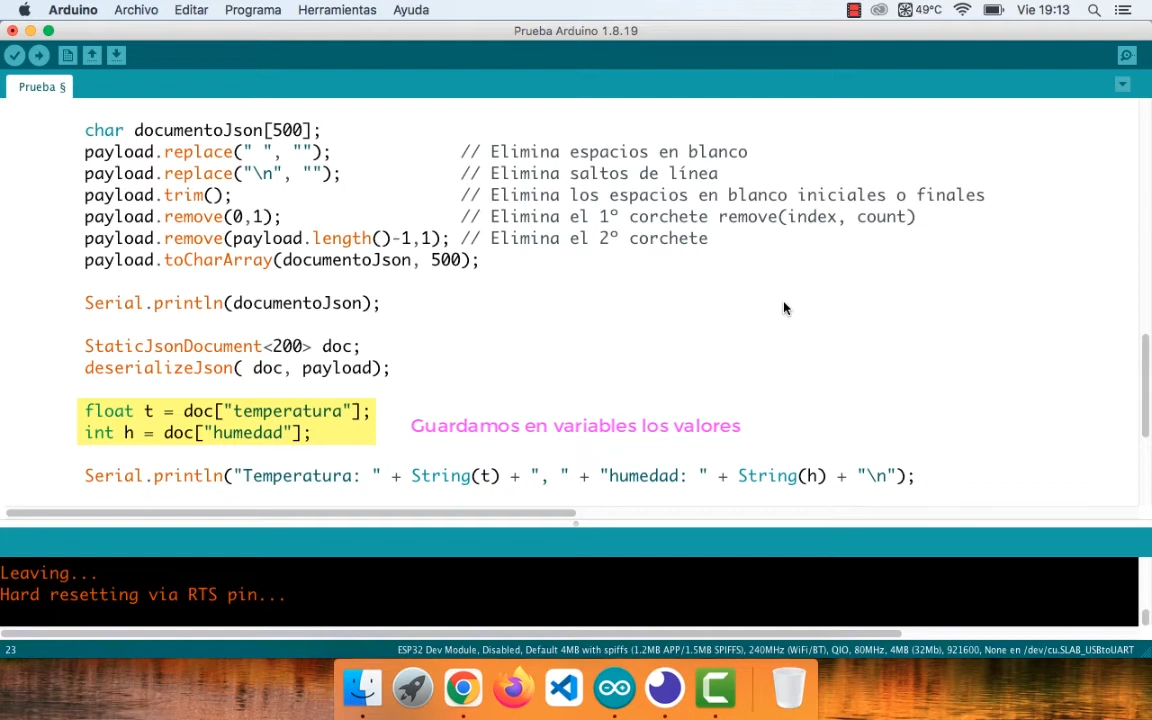 Arduino Archivo Editar Programa Herramientas Ayuda 49°C Vie 19:13
Prueba Arduino 1.8.19
Prueba §
char documentoJson[500];
payload.replace(" ", ""); // Elimina espacios en blanco
payload.replace("\n", ""); // Elimina saltos de línea
payload.trim(); // Elimina los espacios en blanco iniciales o finales
payload.remove(0,1); // Elimina el 1º corchete remove(index, count)
payload.remove(payload.length()-1,1); // Elimina el 2º corchete
payload.toCharArray(documentoJson, 500);
Serial.println(documentoJson);
StaticJsonDocument<200> doc;
deserializeJson( doc, payload);
float t = doc["temperatura"];
int h = doc["humedad"];
Guardamos en variables los valores
Serial.println("Temperatura: " + String(t) + ", " + "humedad: " + String(h) + "\n");
Leaving...
Hard resetting via RTS pin...
23 ESP32 Dev Module, Disabled, Default 4MB with spiffs (1.2MB APP/1.5MB SPIFFS), 240MHz (WiFi/BT), QIO, 80MHz, 4MB (32Mb), 921600, None en /dev/cu.SLAB_USBtoUART